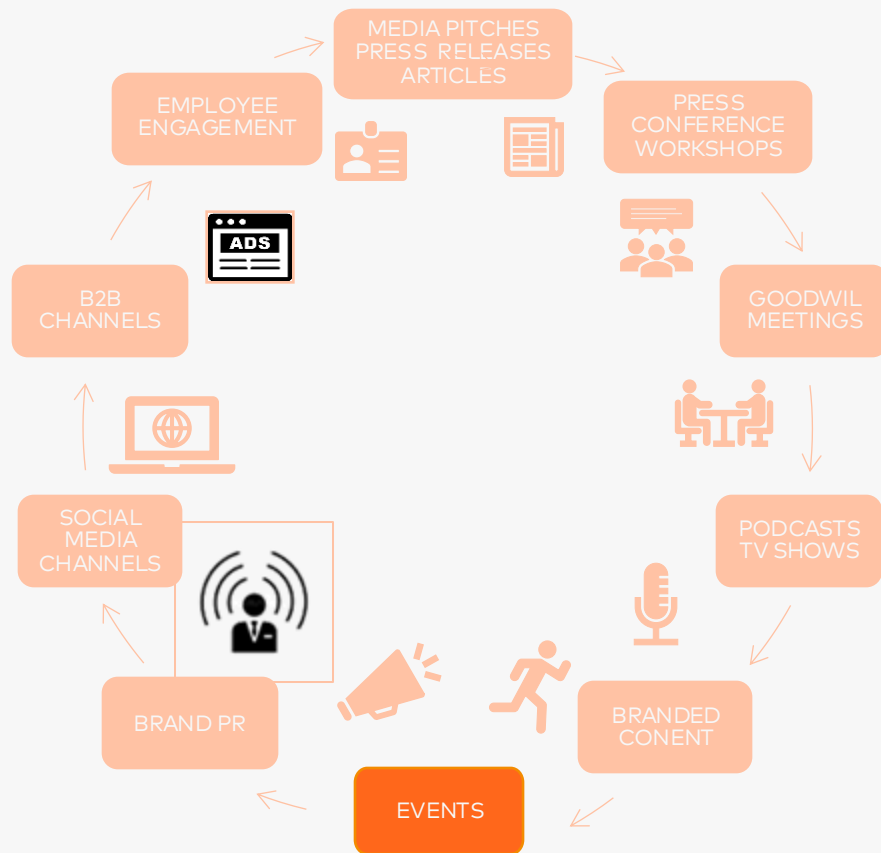 MEDIA PITCHES
PRESS RELEASES
ARTICLES
PRESS
CONFERENCE
WORKSHOPS
GOODWIL
MEETINGS
PODCASTS
TV SHOWS
BRANDED
CONENT
EVENTS
BRAND PR
SOCIAL
MEDIA
CHANNELS
B2B
CHANNELS
EMPLOYEE
ENGAGEMENT
ADS